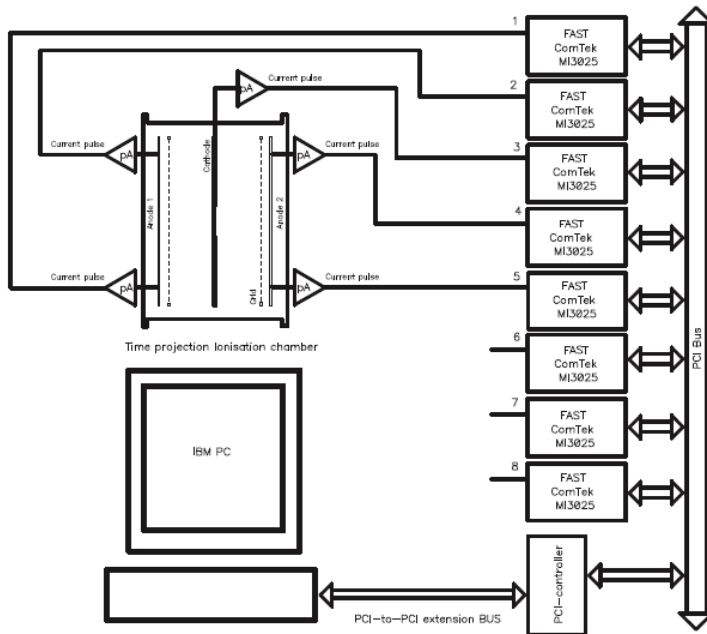 1
FAST
ComTek
MI3025
2
FAST
ComTek
MI3025
3
FAST
ComTek
MI3025
4
FAST
ComTek
MI3025
5
FAST
ComTek
MI3025
6
FAST
ComTek
MI3025
7
FAST
ComTek
MI3025
8
FAST
ComTek
MI3025
PCI Bus
pA
Current pulse
Current pulse
pA
Cathode
pA
Current pulse
Anode 1
Anode 2
Current pulse
pA
Grid
pA
Current pulse
Time projection Ionisation chamber
IBM PC
PCI-to-PCI extension BUS
PCI-controller